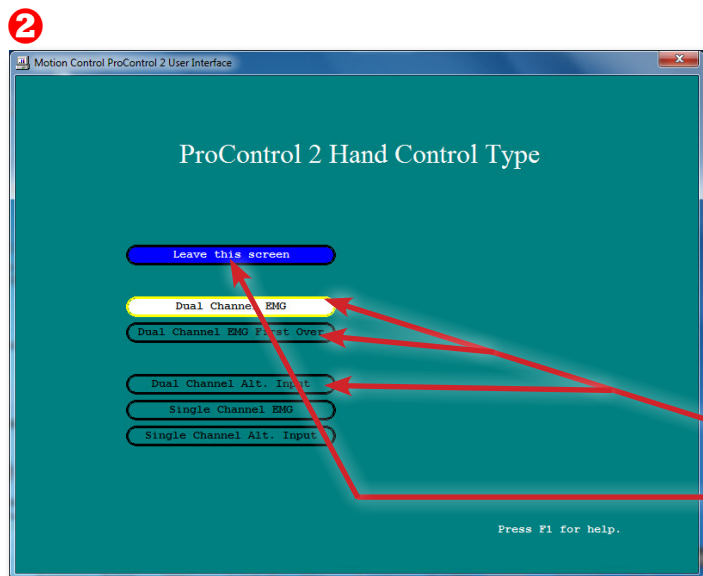 2
Motion Control ProControl 2 User Interface
x
ProControl 2 Hand Control Type
Leave this screen
Dual Channel EMG
Dual Channel EMG First Over
Dual Channel Alt. Input
Single Channel EMG
Single Channel Alt. Input
Press F1 for help.